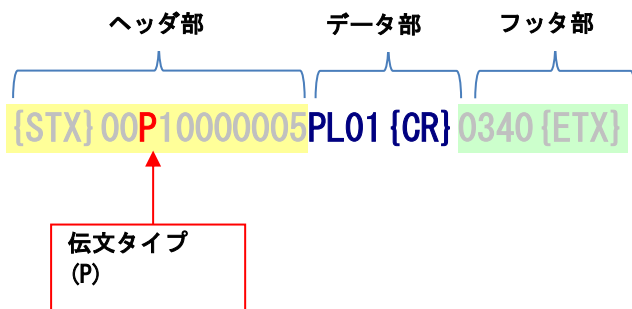 ヘッダ部 データ部 フッタ部
{STX}00P10000005PL01{CR}0340{ETX}
伝文タイプ
(P)